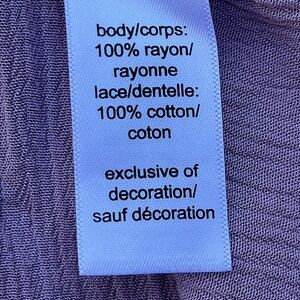 body/corps:
100% rayon/
rayonne
lace/dentelle:
100% cotton/
coton
exclusive of
decoration/
sauf décoration